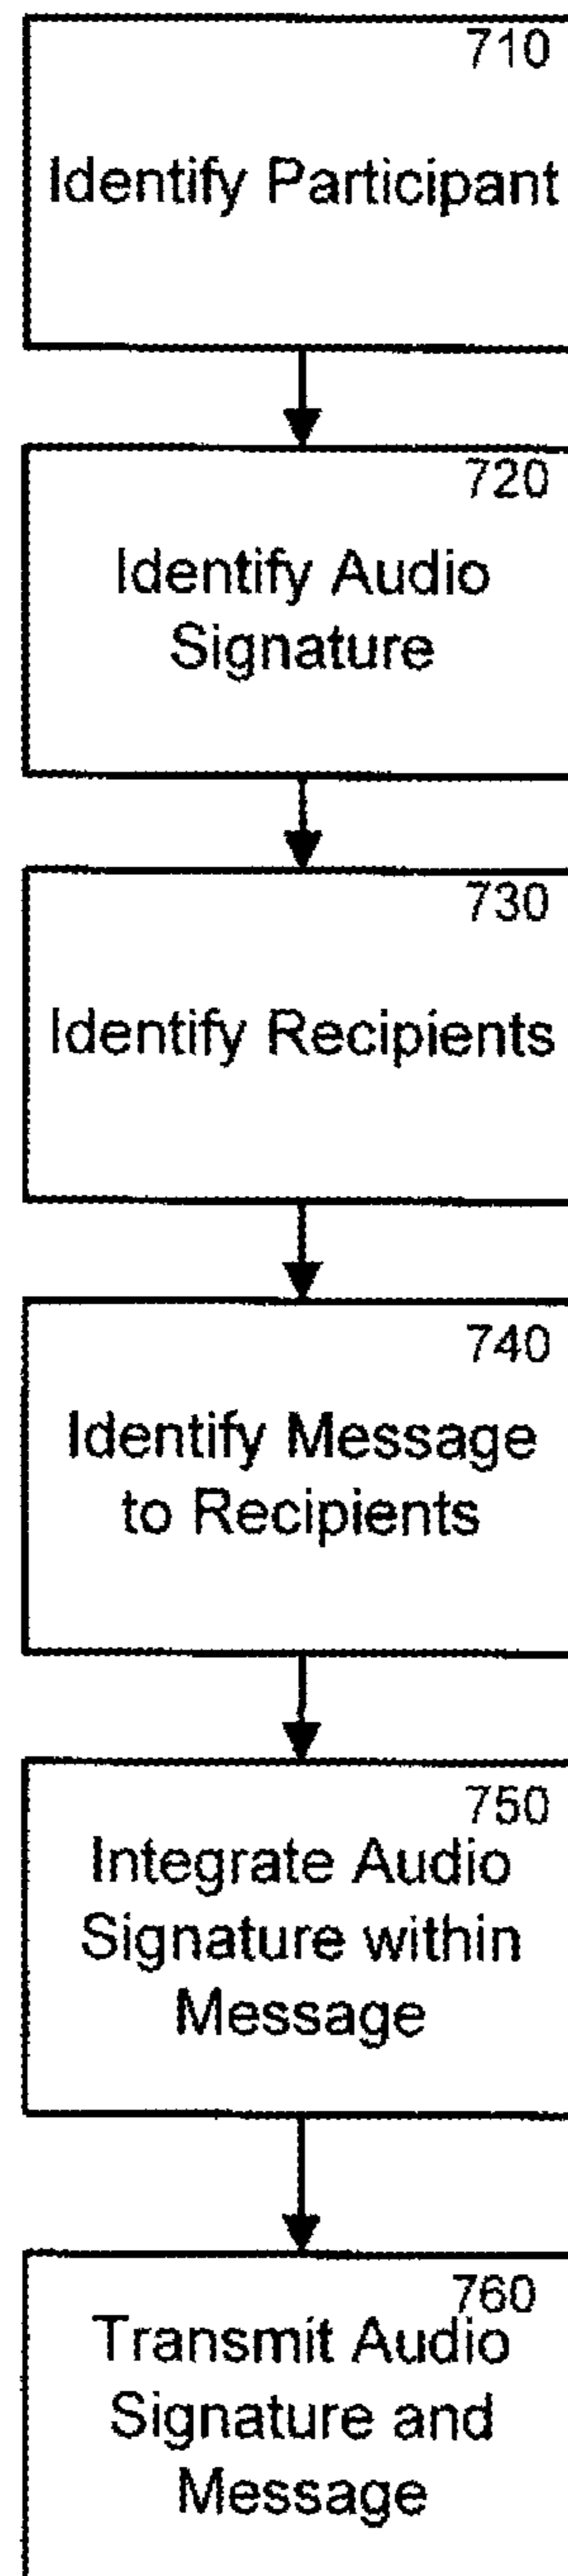 710
Identify Participant
720
Identify Audio
Signature
730
Identify Recipients
740
Identify Message
to Recipients
750
Integrate Audio
Signature within
Message
760
Transmit Audio
Signature and
Message